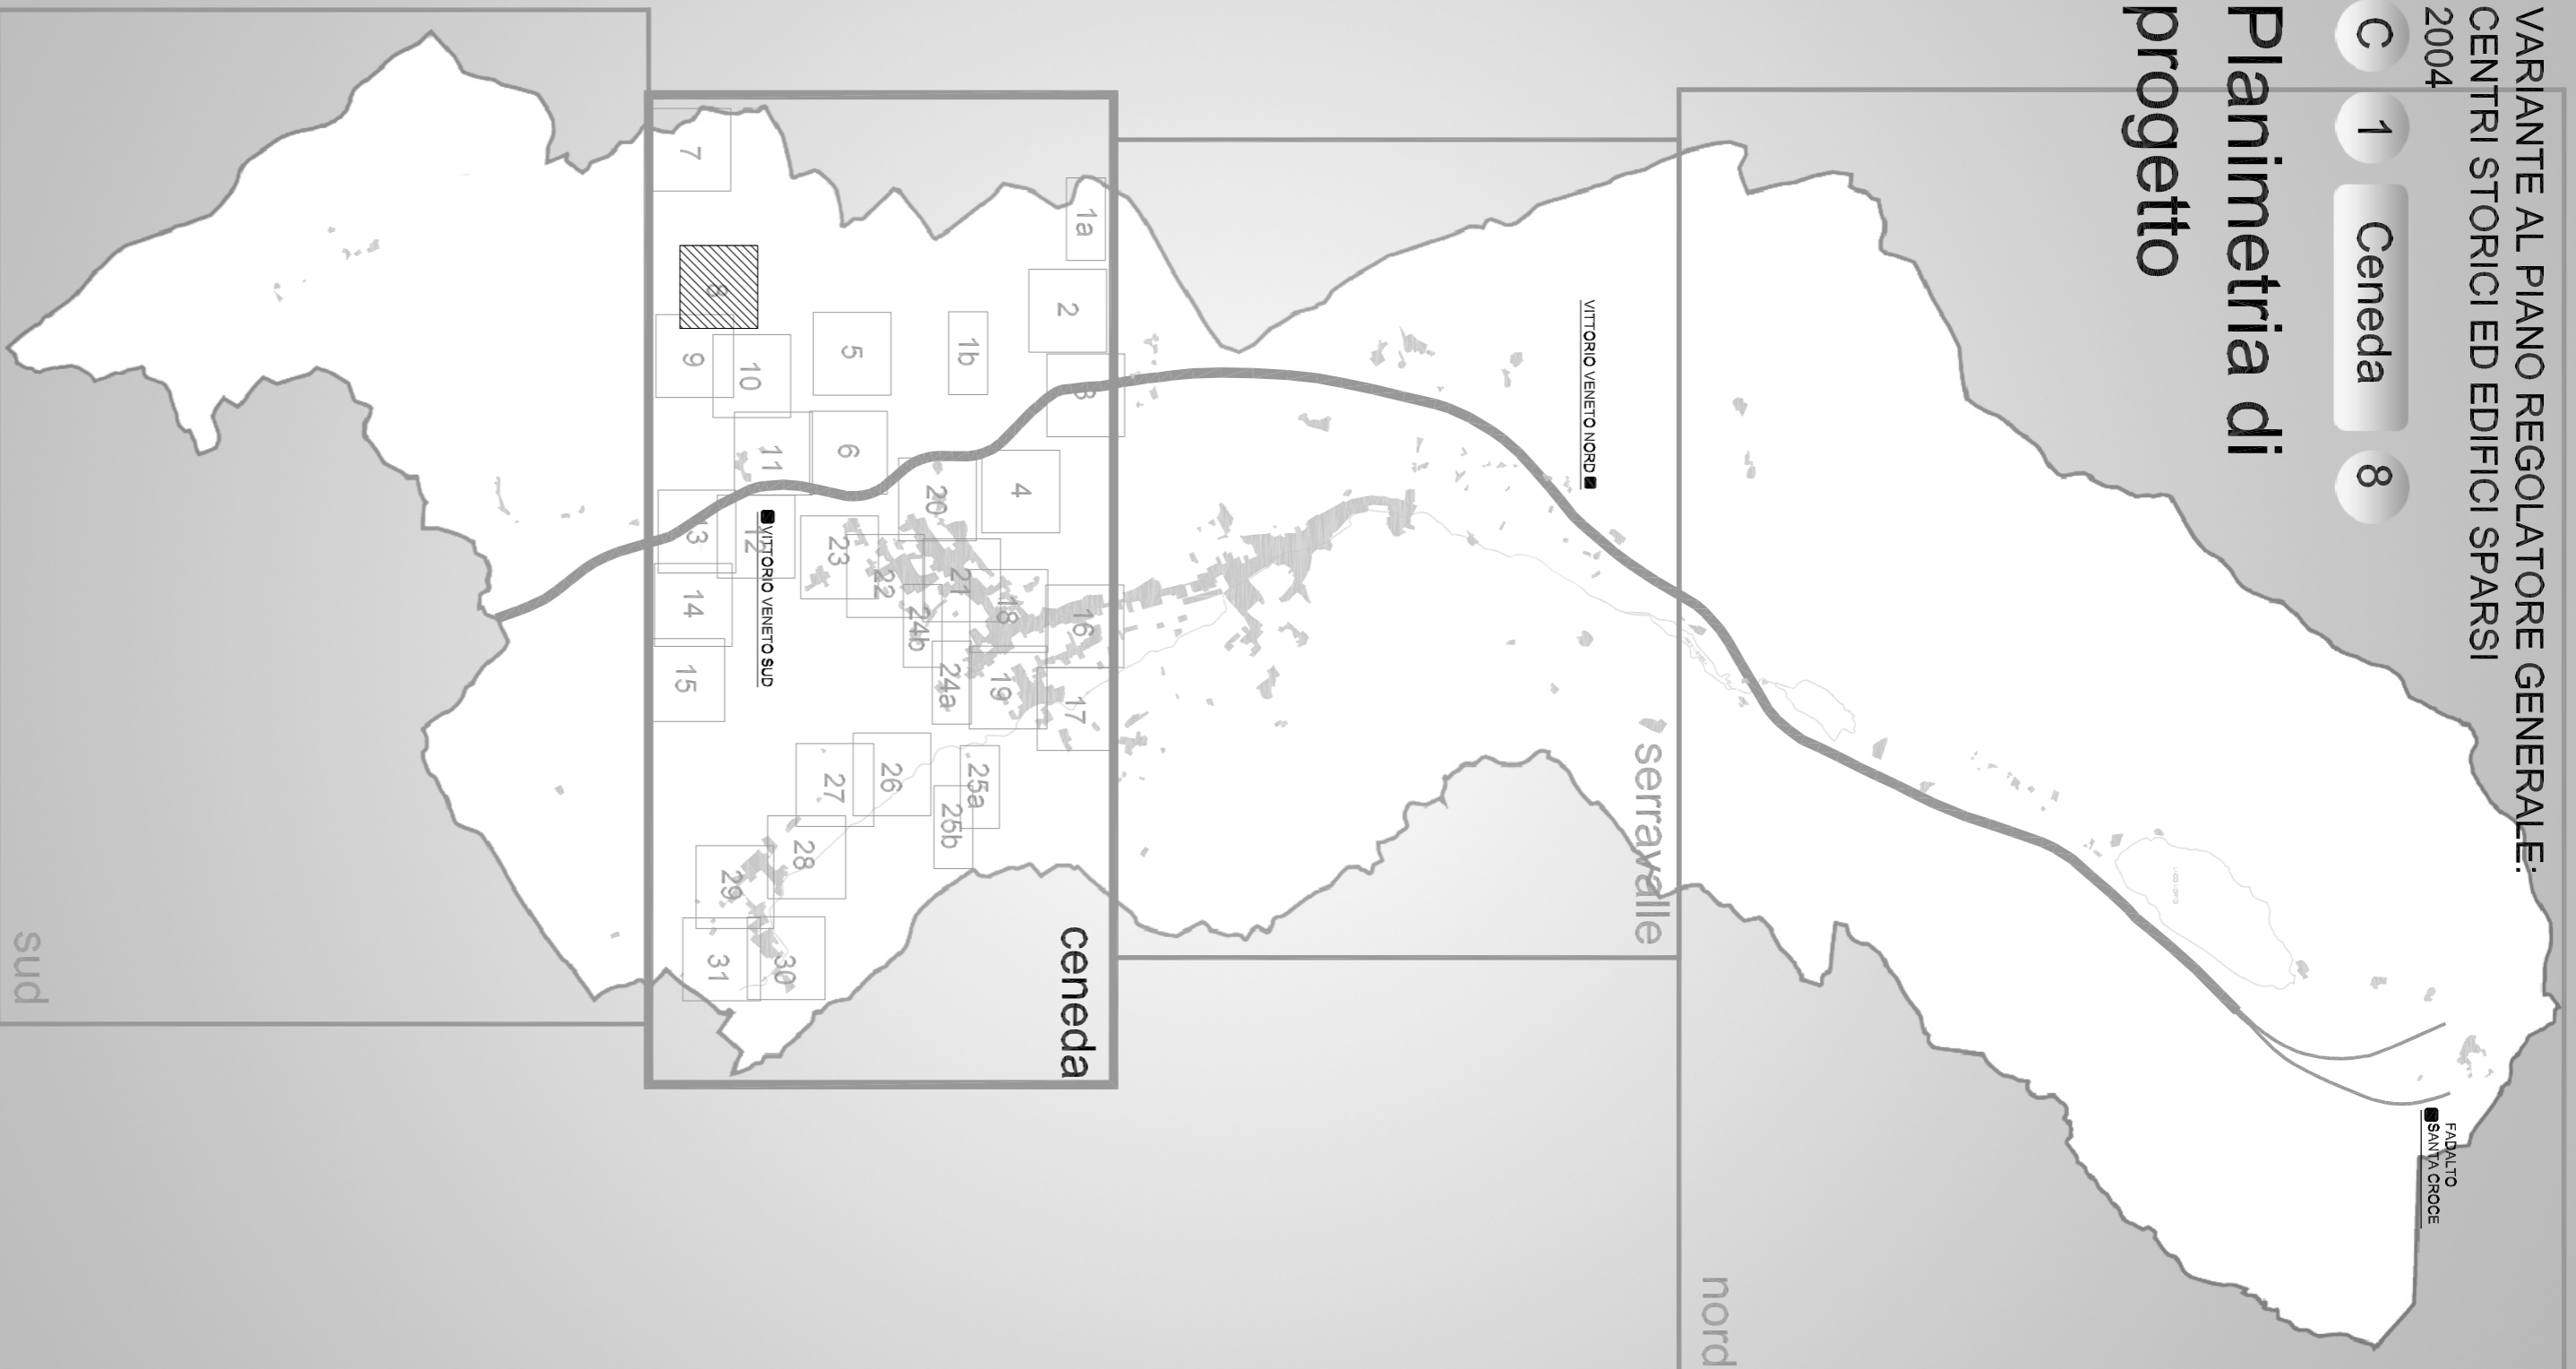 VARIANTE AL PIANO REGOLATORE GENERALE:
CENTRI STORICI ED EDIFICI SPARSI
2004
C 1 Ceneda 8
Planimetria di
progetto
FADALTO
SANTA CROCE
nord
serravalle
VITTORIO VENETO NORD
ceneda
1a
2
3
4
16
17
1b
18
19
20
21
24a
24b
25a
25b
5
6
22
23
26
27
28
7
8
9
10
11
12
13
14
15
VITTORIO VENETO SUD
29
30
31
sud